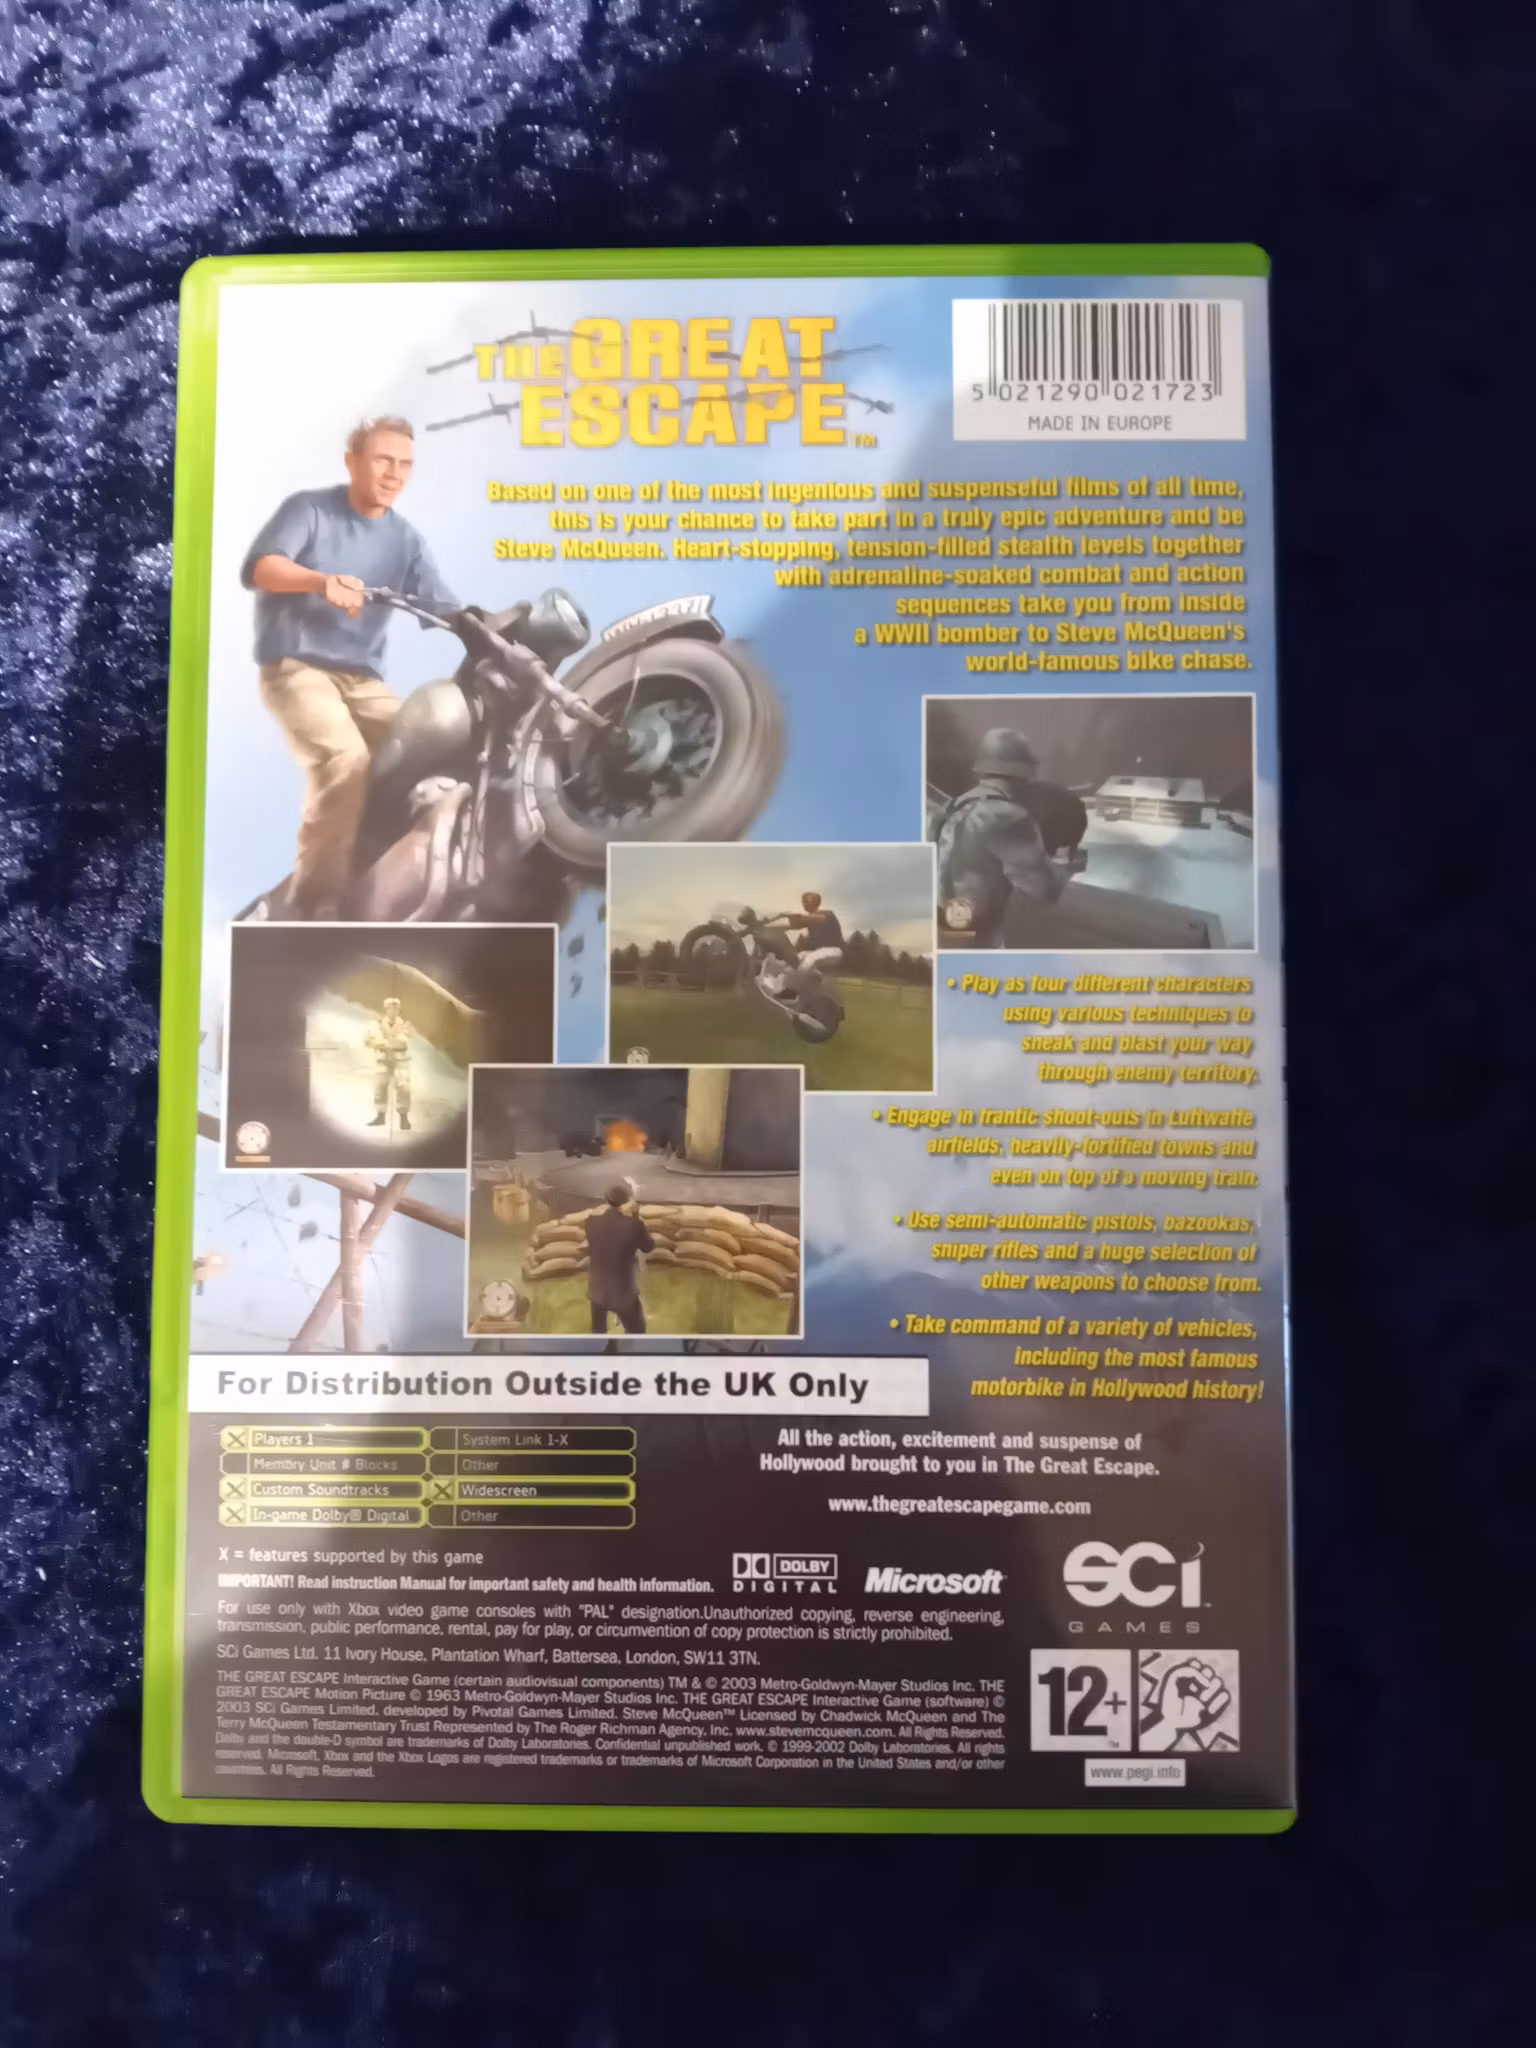 THE GREAT
ESCAPE™
5 021290 021723
MADE IN EUROPE
Based on one of the most ingenious and suspenseful films of all time,
this is your chance to take part in a truly epic adventure and be
Steve McQueen. Heart-stopping, tension-filled stealth levels together
with adrenaline-soaked combat and action
sequences take you from inside
a WWII bomber to Steve McQueen's
world-famous bike chase.
• Play as four different characters
using various techniques to
sneak and blast your way
through enemy territory.
• Engage in frantic shoot-outs in Luftwaffe
airfields, heavily-fortified towns and
even on top of a moving train.
• Use semi-automatic pistols, bazookas,
sniper rifles and a huge selection of
other weapons to choose from.
• Take command of a variety of vehicles,
including the most famous
motorbike in Hollywood history!
For Distribution Outside the UK Only
X Players 1
System Link 1-X
Memory Unit # Blocks
Other
X Custom Soundtracks
X Widescreen
X In-game Dolby® Digital
Other
All the action, excitement and suspense of
Hollywood brought to you in The Great Escape.
www.thegreatescapegame.com
X = features supported by this game
IMPORTANT! Read instruction Manual for important safety and health information.
DOLBY
DIGITAL
Microsoft
SCi™
GAMES
For use only with Xbox video game consoles with "PAL" designation.Unauthorized copying, reverse engineering,
transmission, public performance, rental, pay for play, or circumvention of copy protection is strictly prohibited.
SCi Games Ltd. 11 Ivory House, Plantation Wharf, Battersea, London, SW11 3TN.
THE GREAT ESCAPE Interactive Game (certain audiovisual components) TM & © 2003 Metro-Goldwyn-Mayer Studios Inc. THE
GREAT ESCAPE Motion Picture © 1963 Metro-Goldwyn-Mayer Studios Inc. THE GREAT ESCAPE Interactive Game (software) ©
2003 SCi Games Limited, developed by Pivotal Games Limited. Steve McQueen™ Licensed by Chadwick McQueen and The
Terry McQueen Testamentary Trust Represented by The Roger Richman Agency, Inc. www.stevemcqueen.com. All Rights Reserved.
Dolby and the double-D symbol are trademarks of Dolby Laboratories. Confidential unpublished work. © 1999-2002 Dolby Laboratories. All rights
reserved. Microsoft, Xbox and the Xbox Logos are registered trademarks or trademarks of Microsoft Corporation in the United States and/or other
countries. All Rights Reserved.
12+™
www.pegi.info